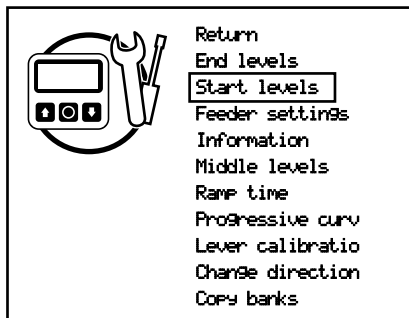 Return
End levels
Start levels
Feeder settings
Information
Middle levels
Ramp time
Progressive curv
Lever calibratio
Change direction
Copy banks